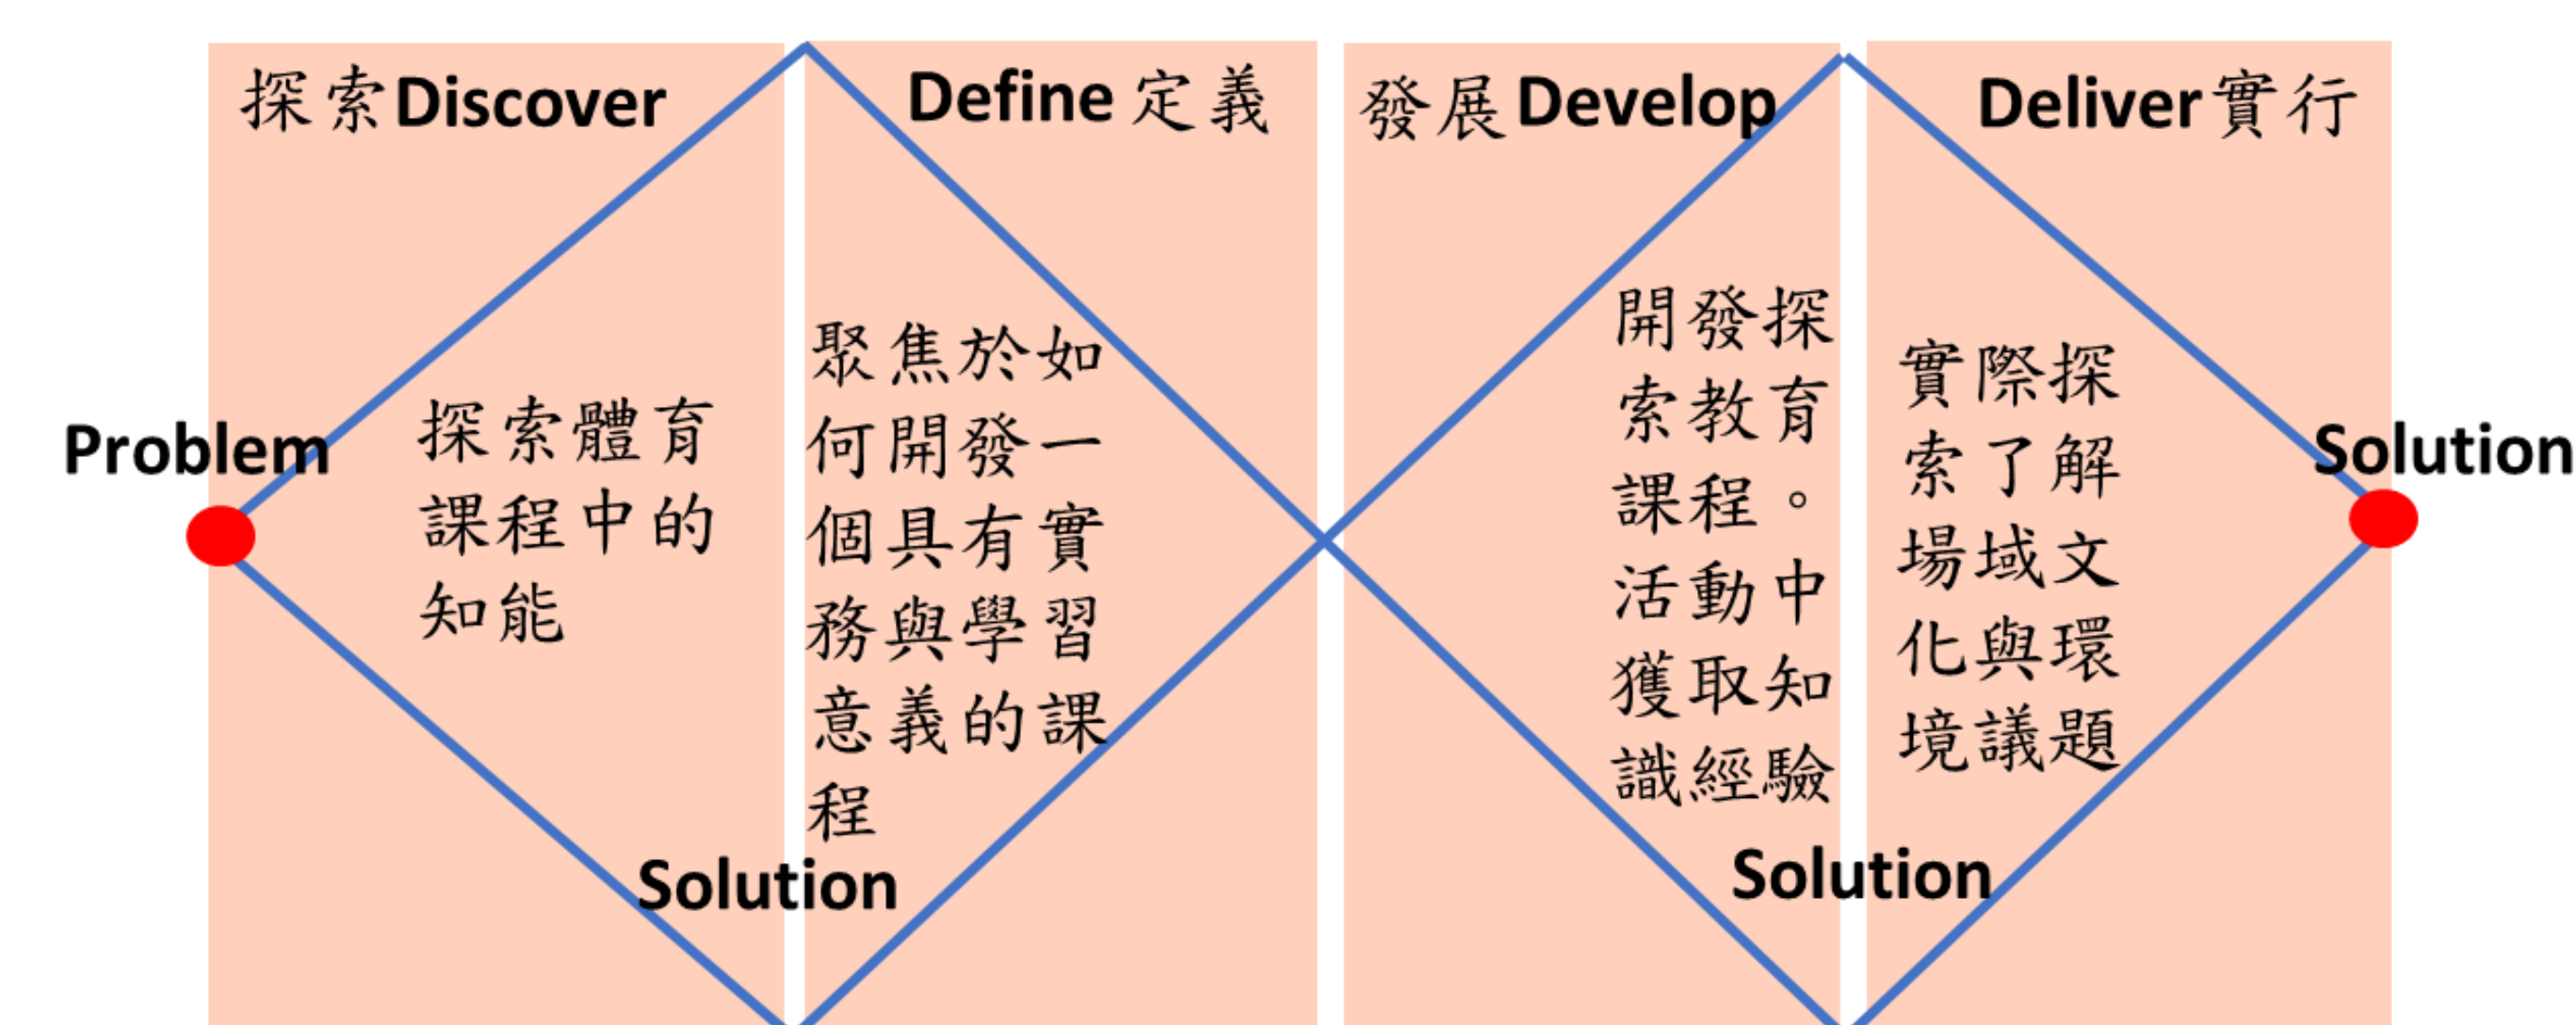 探索Discover
Define 定義
發展Develop
Deliver實行
Problem
探索體育
課程中的
知能
聚焦於如
何開發一
個具有實
務與學習
意義的課
程
Solution
開發探
索教育
課程。
活動中
獲取知
識經驗
Solution
實際探
索了解
場域文
化與環
境議題
Solution